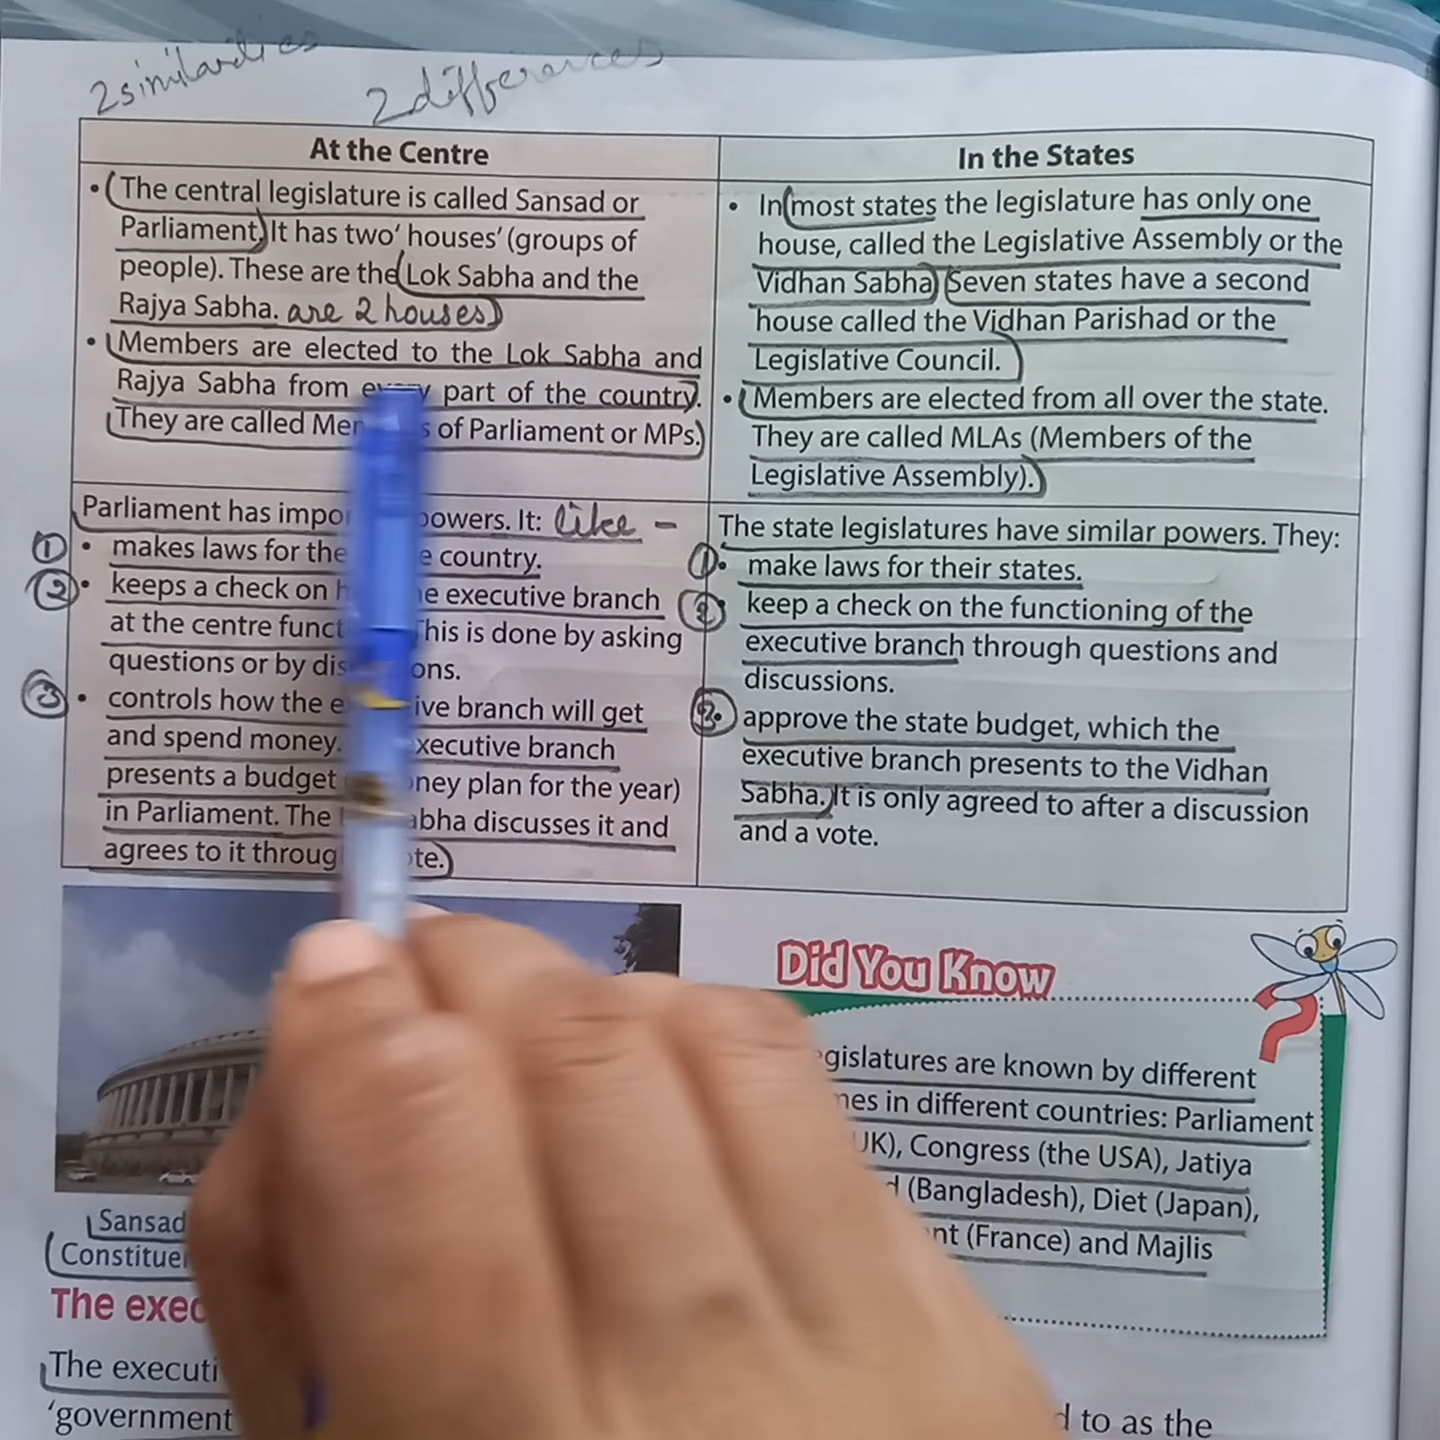 2 similarities
2 differences
At the Centre
• The central legislature is called Sansad or
Parliament. It has two' houses' (groups of
people). These are the Lok Sabha and the
Rajya Sabha. are 2 houses)
• Members are elected to the Lok Sabha and
Rajya Sabha from part of the country.
They are called of Parliament or MPs.
In the States
• In most states the legislature has only one
house, called the Legislative Assembly or the
Vidhan Sabha. Seven states have a second
house called the Vidhan Parishad or the
Legislative Council.
• Members are elected from all over the state.
They are called MLAs (Members of the
Legislative Assembly).
Parliament has powers. It: like -
① • makes laws for the country.
② • keeps a check on executive branch
at the centre This is done by asking
questions or by
③ • controls how the branch will get
and spend money. executive branch
presents a budget plan for the year)
in Parliament. The discusses it and
agrees to it
The state legislatures have similar powers. They:
① • make laws for their states.
② keep a check on the functioning of the
executive branch through questions and
discussions.
③ • approve the state budget, which the
executive branch presents to the Vidhan
Sabha. It is only agreed to after a discussion
and a vote.
Did You Know
?
are known by different
in different countries: Parliament
Congress (the USA), Jatiya
(Bangladesh), Diet (Japan),
(France) and Majlis
Sansad
The
The
'government
to as the